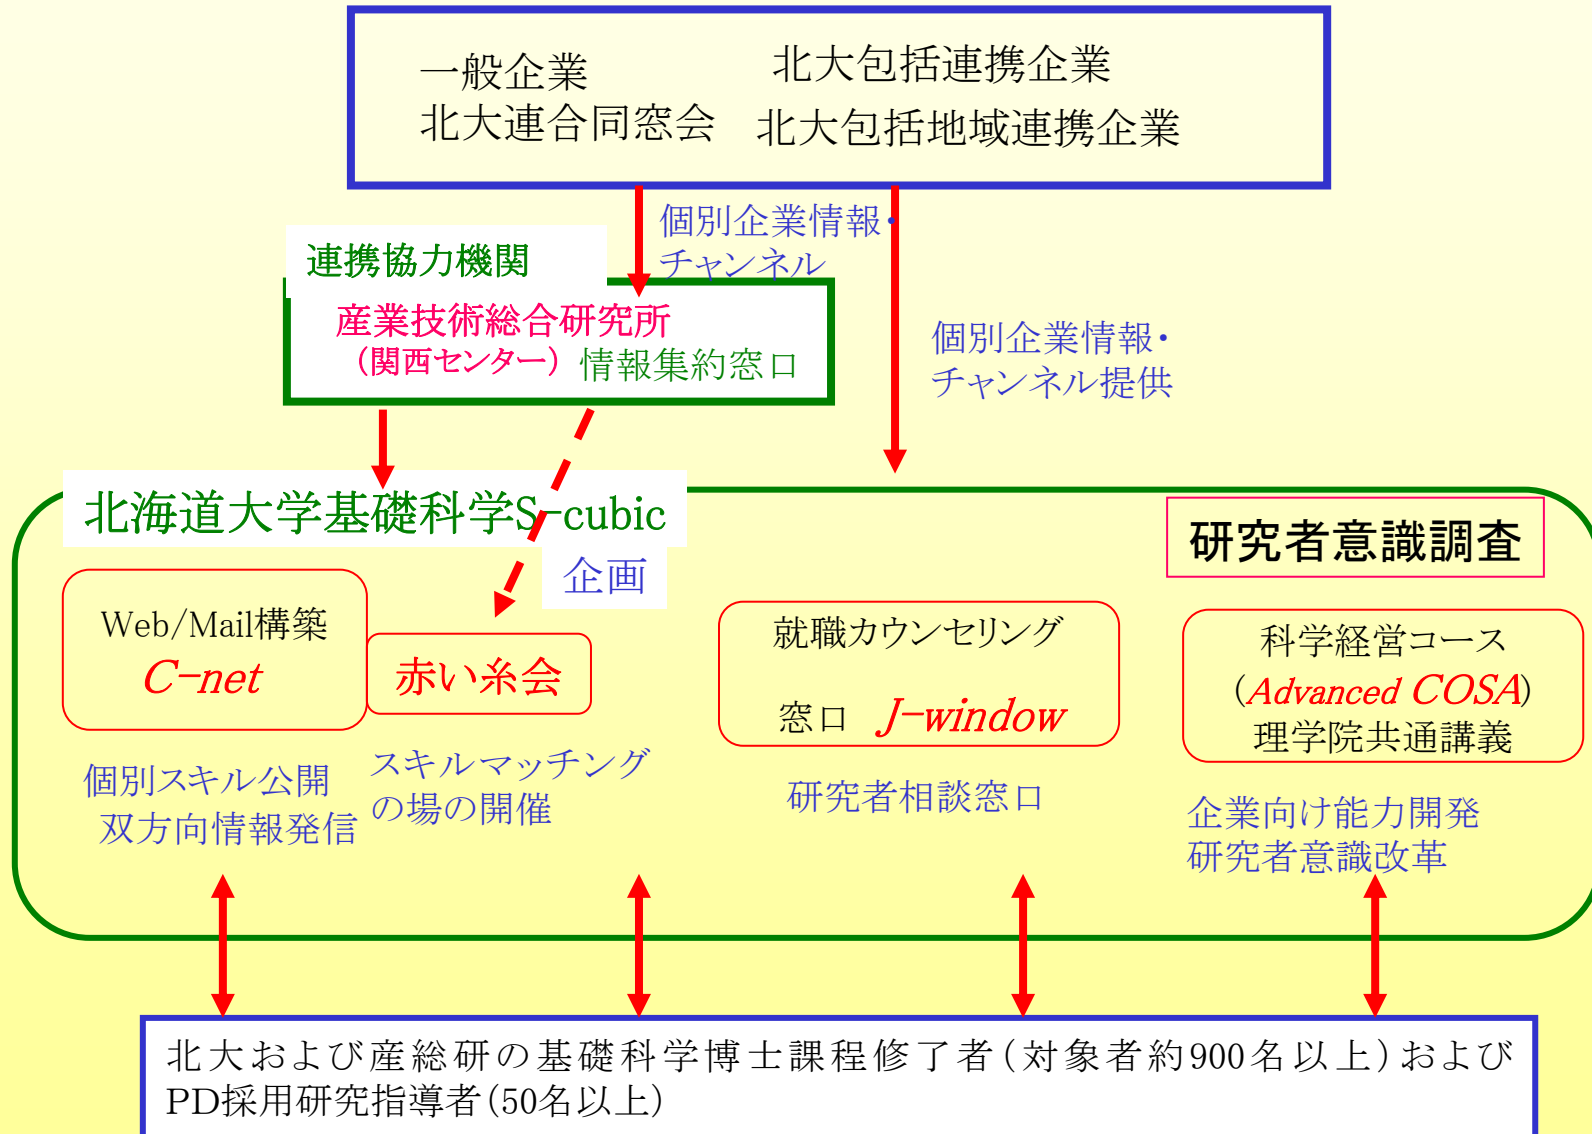 一般企業
北大連合同窓会
北大包括連携企業
北大包括地域連携企業
個別企業情報・
チャンネル
連携協力機関
産業技術総合研究所
(関西センター) 情報集約窓口
個別企業情報・
チャンネル提供
北海道大学基礎科学S-cubic
企画
研究者意識調査
Web/Mail構築
C-net
赤い糸会
就職カウンセリング
窓口 J-window
科学経営コース
(Advanced COSA)
理学院共通講義
個別スキル公開
双方向情報発信
スキルマッチング
の場の開催
研究者相談窓口
企業向け能力開発
研究者意識改革
北大および産総研の基礎科学博士課程修了者(対象者約900名以上)および
PD採用研究指導者(50名以上)